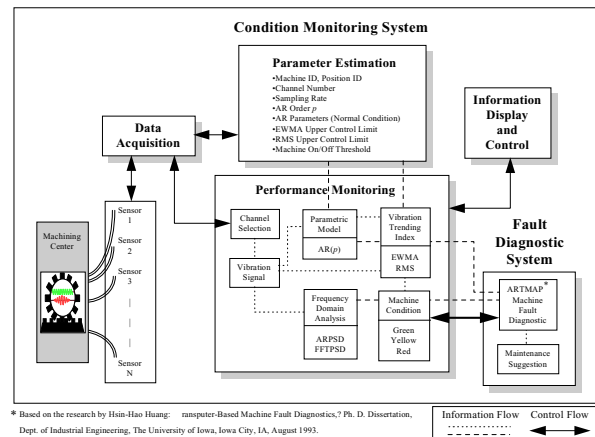 Condition Monitoring System
Parameter Estimation
•Machine ID, Position ID
•Channel Number
•Sampling Rate
•AR Order p
•AR Parameters (Normal Condition)
•EWMA Upper Control Limit
•RMS Upper Control Limit
•Machine On/Off Threshold
Data
Acquisition
Information
Display
and
Control
Performance Monitoring
Channel
Selection
Parametric
Model
AR(p)
Vibration
Trending
Index
EWMA
RMS
Vibration
Signal
Frequency
Domain
Analysis
ARPSD
FFTPSD
Machine
Condition
Green
Yellow
Red
Fault
Diagnostic
System
ARTMAP*
Machine
Fault
Diagnostic
Maintenance
Suggestion
Machining
Center
Sensor
1
Sensor
2
Sensor
3
Sensor
N
* Based on the research by Hsin-Hao Huang: ransputer-Based Machine Fault Diagnostics,? Ph. D. Dissertation,
Dept. of Industrial Engineering, The University of Iowa, Iowa City, IA, August 1993.
Information Flow
Control Flow